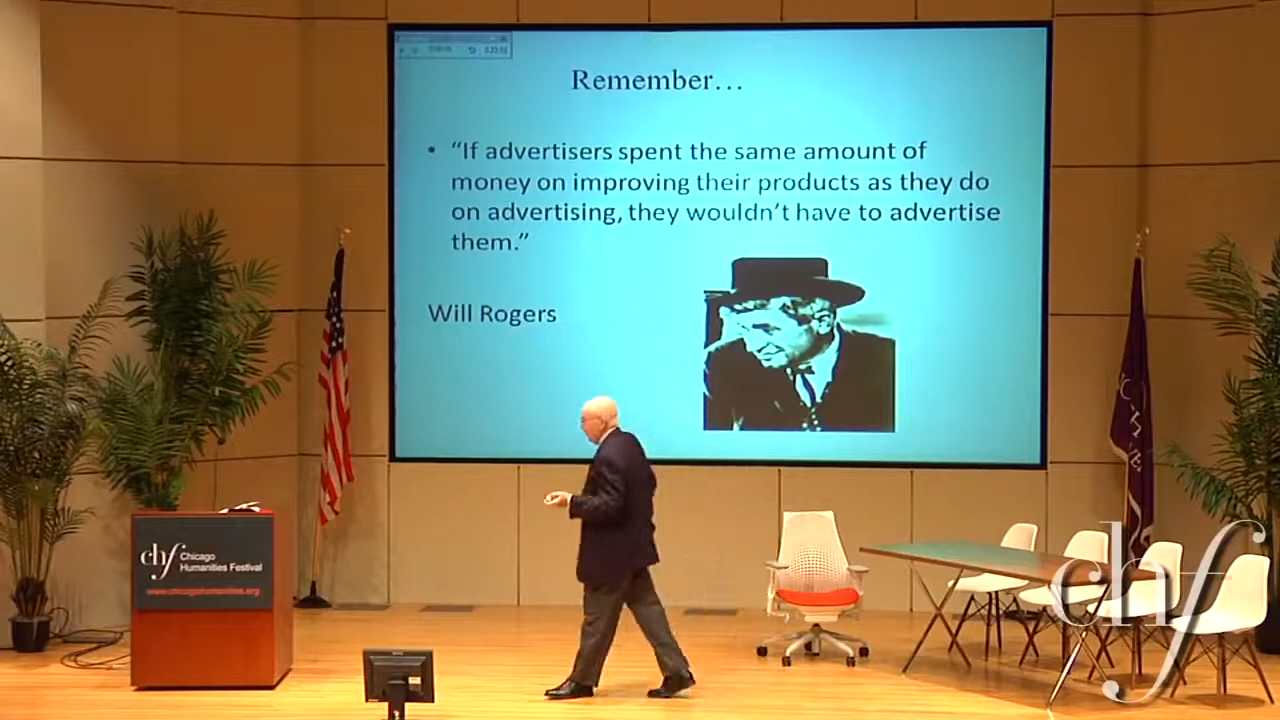 Remember…
• “If advertisers spent the same amount of
money on improving their products as they do
on advertising, they wouldn’t have to advertise
them.”
Will Rogers
chf Chicago
Humanities Festival
www.chicagohumanities.org
chf